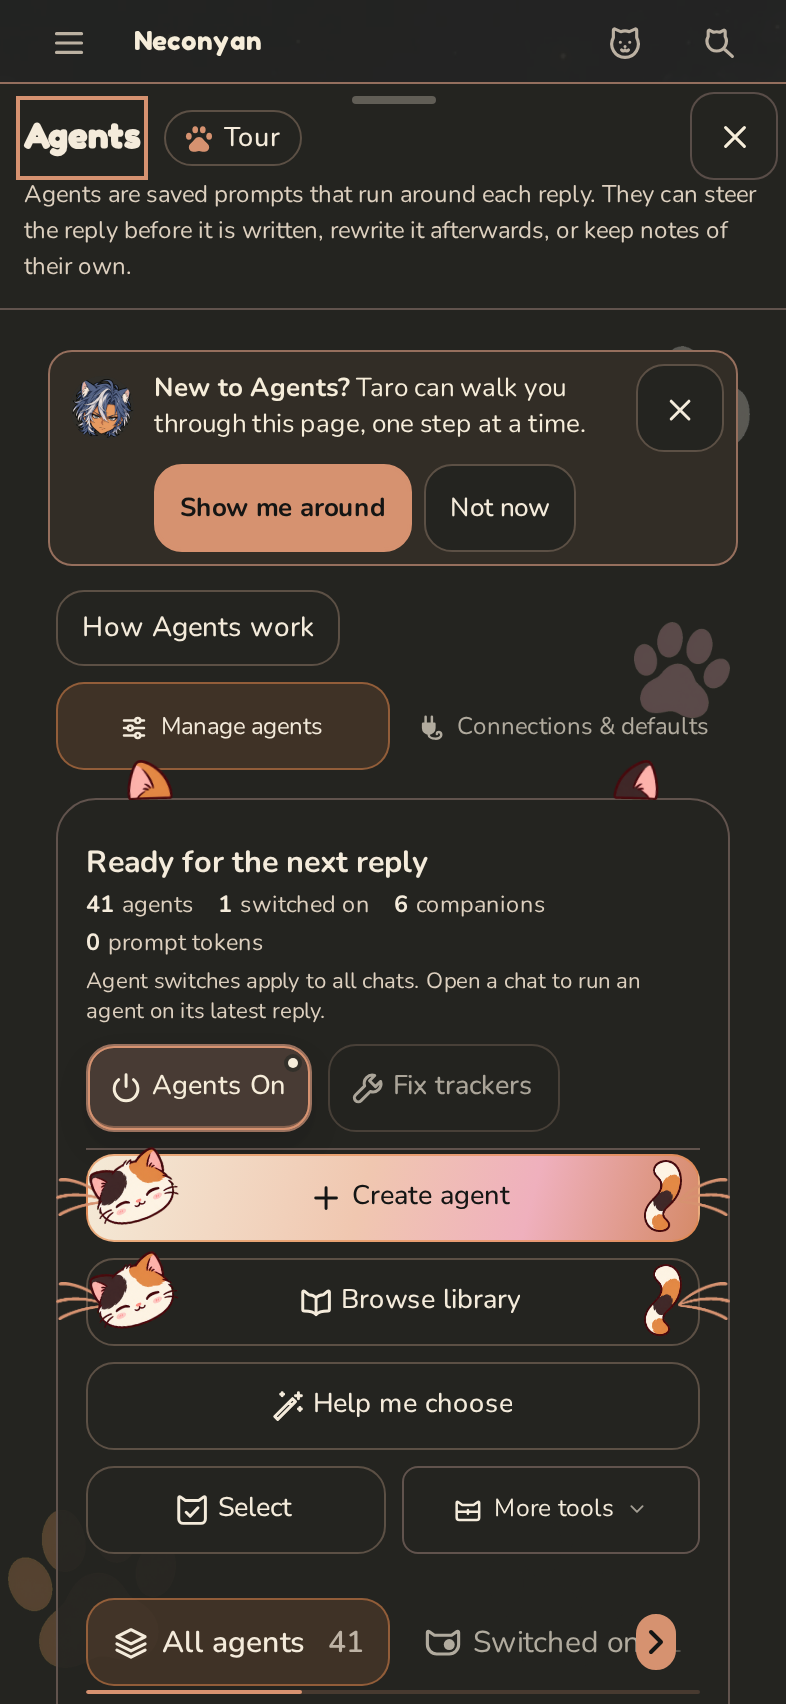 Neconyan
Agents
Tour
Agents are saved prompts that run around each reply. They can steer
the reply before it is written, rewrite it afterwards, or keep notes of
their own.
New to Agents? Taro can walk you
through this page, one step at a time.
Show me around
Not now
How Agents work
Manage agents
Connections & defaults
Ready for the next reply
41 agents 1 switched on 6 companions
0 prompt tokens
Agent switches apply to all chats. Open a chat to run an
agent on its latest reply.
Agents On
Fix trackers
Create agent
Browse library
Help me choose
Select
More tools
All agents 41
Switched on